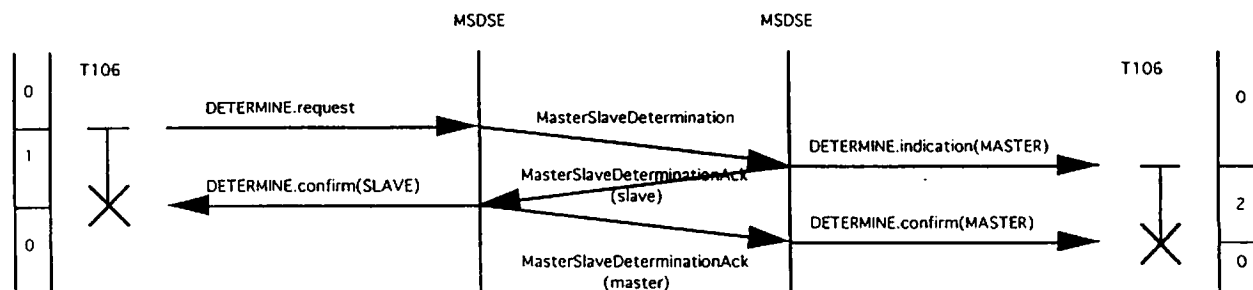 MSDSE
MSDSE
T106
T106
0
0
DETERMINE.request
MasterSlaveDetermination
1
DETERMINE.indication(MASTER)
DETERMINE.confirm(SLAVE)
MasterSlaveDeterminationAck
(slave)
2
DETERMINE.confirm(MASTER)
0
0
MasterSlaveDeterminationAck
(master)